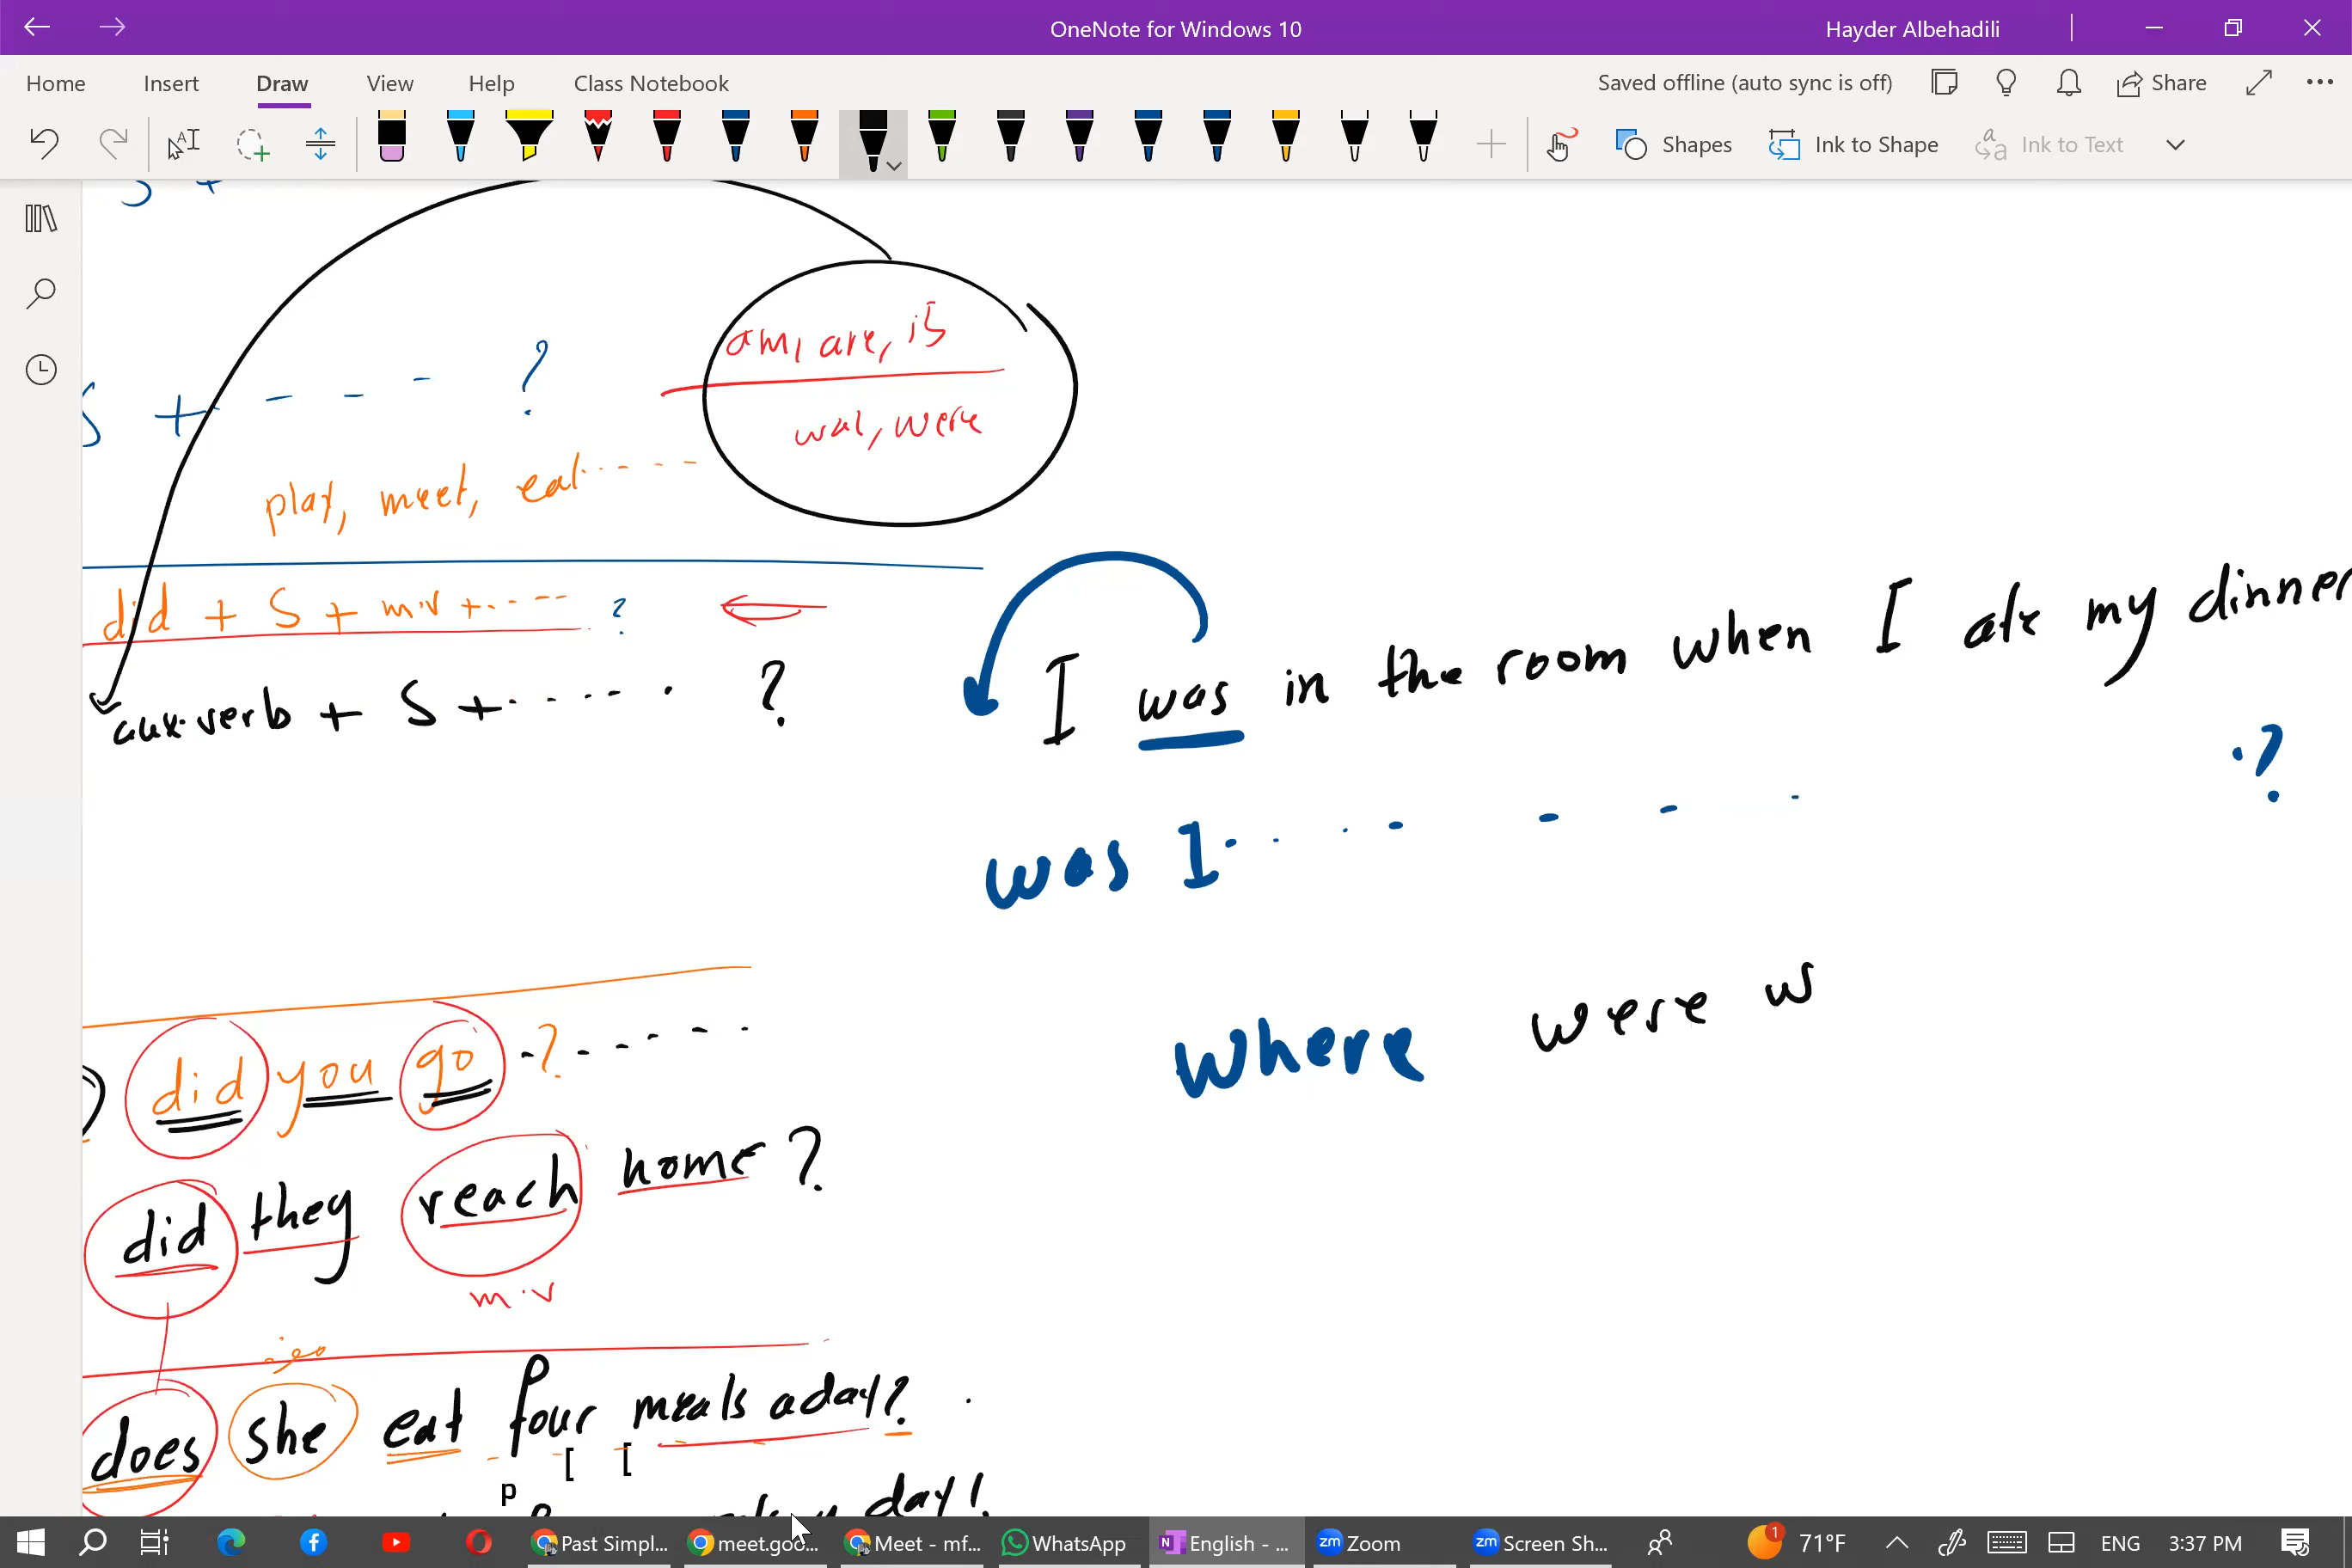 OneNote for Windows 10
Hayder Albehadili
Home Insert Draw View Help Class Notebook
Saved offline (auto sync is off)
Share
Shapes
Ink to Shape
Ink to Text
S +
am, are, is
S + - - - ?
was, were
play, meet, eat.----
did + S + m.v +..--- ?
aux.verb + S +..---. ?
I was in the room when I ate my dinner
was I.....- - - - .?
where were w
did you go -?-----
did they reach home?
m.v
does she eat four meals a day? .
p [ [
day!
Past Simpl...
meet.goo...
Meet - mf...
WhatsApp
English - ...
Zoom
Screen Sh...
1
71°F
ENG
3:37 PM